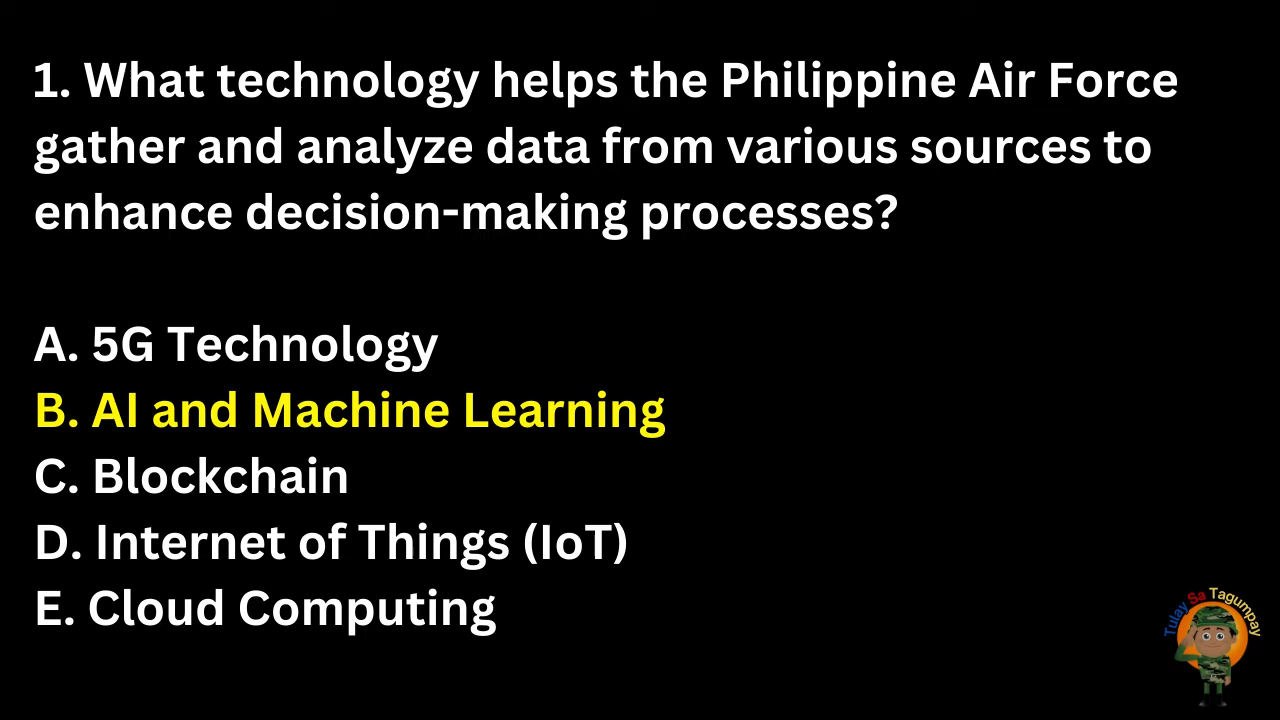 1. What technology helps the Philippine Air Force
gather and analyze data from various sources to
enhance decision-making processes?
A. 5G Technology
B. AI and Machine Learning
C. Blockchain
D. Internet of Things (IoT)
E. Cloud Computing
Tulay Sa Tagumpay